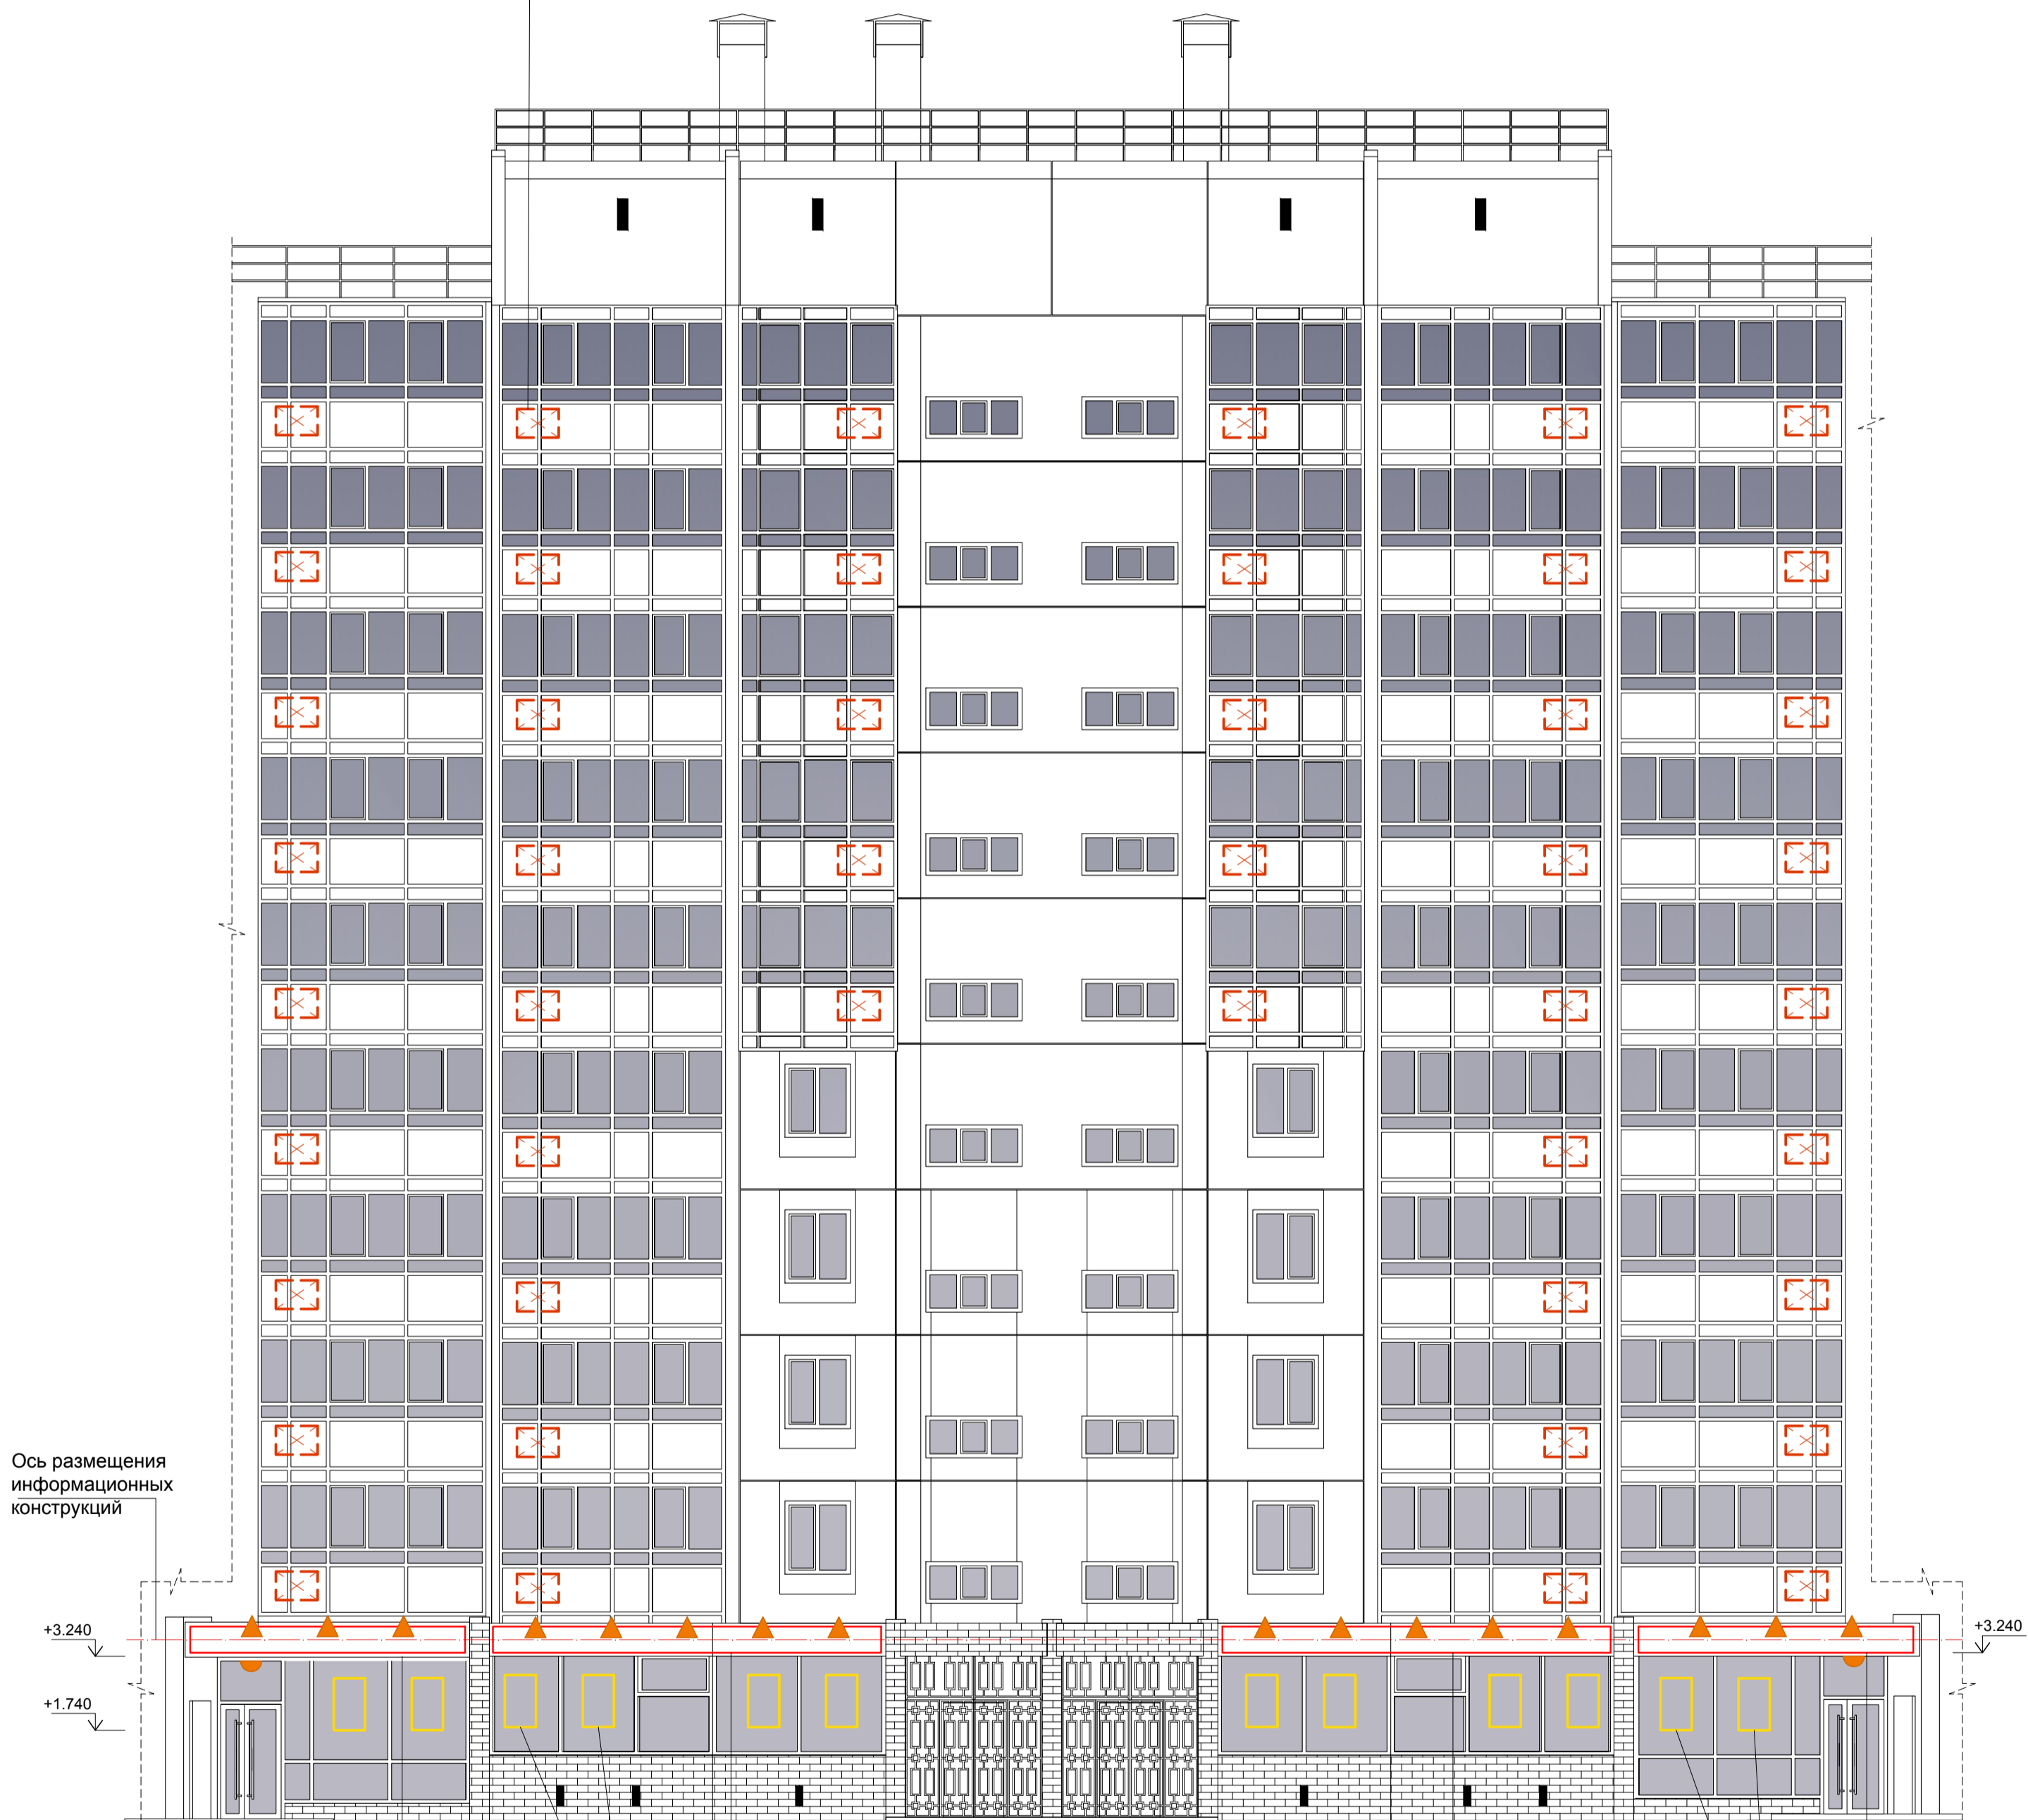 Ось размещения
информационных
конструкций
+3.240
+3.240
+1.740